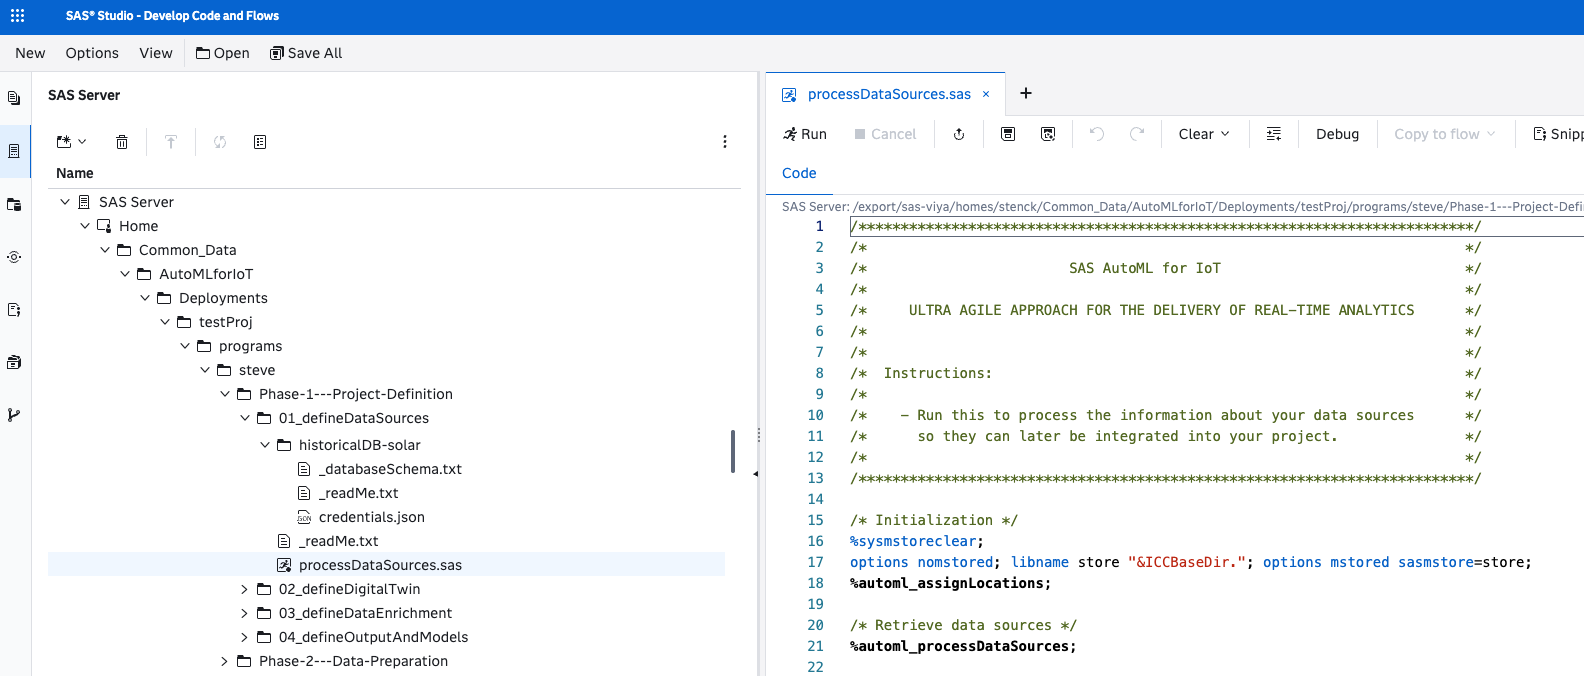 SAS® Studio - Develop Code and Flows
New Options View Open Save All
SAS Server
Name
SAS Server
Home
Common_Data
AutoMLforIoT
Deployments
testProj
programs
steve
Phase-1---Project-Definition
01_defineDataSources
historicalDB-solar
_databaseSchema.txt
_readMe.txt
credentials.json
_readMe.txt
processDataSources.sas
02_defineDigitalTwin
03_defineDataEnrichment
04_defineOutputAndModels
Phase-2---Data-Preparation
processDataSources.sas × +
Run Cancel Clear Debug Copy to flow Snipp
Code
SAS Server: /export/sas-viya/homes/stenck/Common_Data/AutoMLforIoT/Deployments/testProj/programs/steve/Phase-1---Project-Defi
1 /*************************************************************************/
2 /* */
3 /* SAS AutoML for IoT */
4 /* */
5 /* ULTRA AGILE APPROACH FOR THE DELIVERY OF REAL-TIME ANALYTICS */
6 /* */
7 /* */
8 /* Instructions: */
9 /* */
10 /* - Run this to process the information about your data sources */
11 /* so they can later be integrated into your project. */
12 /* */
13 /*************************************************************************/
14
15 /* Initialization */
16 %sysmstoreclear;
17 options nomstored; libname store "&ICCBaseDir."; options mstored sasmstore=store;
18 %automl_assignLocations;
19
20 /* Retrieve data sources */
21 %automl_processDataSources;
22